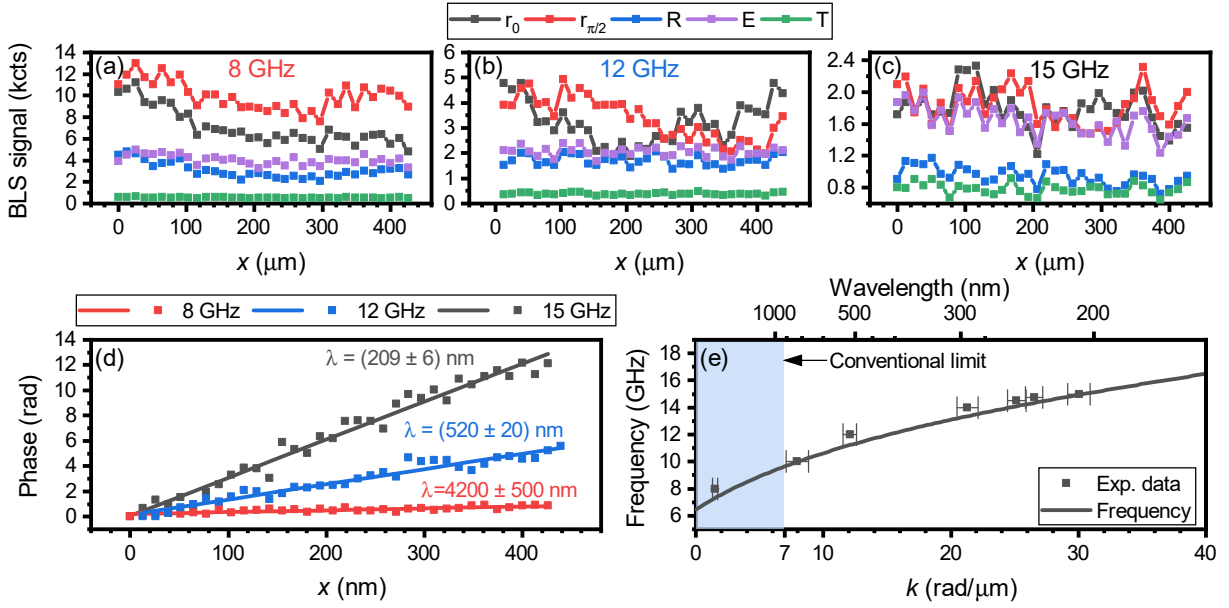 r₀ r_π/2 R E T
(a) 8 GHz
BLS signal (kcts)
14
12
10
8
6
4
2
0
0 100 200 300 400
x (μm)
(b) 12 GHz
6
5
4
3
2
1
0
0 100 200 300 400
x (μm)
(c) 15 GHz
2.4
2.0
1.6
1.2
0.8
0 100 200 300 400
x (μm)
8 GHz 12 GHz 15 GHz
(d)
Phase (rad)
14
12
10
8
6
4
2
0
λ = (209 ± 6) nm
λ = (520 ± 20) nm
λ=4200 ± 500 nm
0 100 200 300 400
x (nm)
Wavelength (nm)
1000 500 300 200
(e) Conventional limit
Frequency (GHz)
18
16
14
12
10
8
6
Exp. data
Frequency
0 7 10 20 30 40
k (rad/μm)